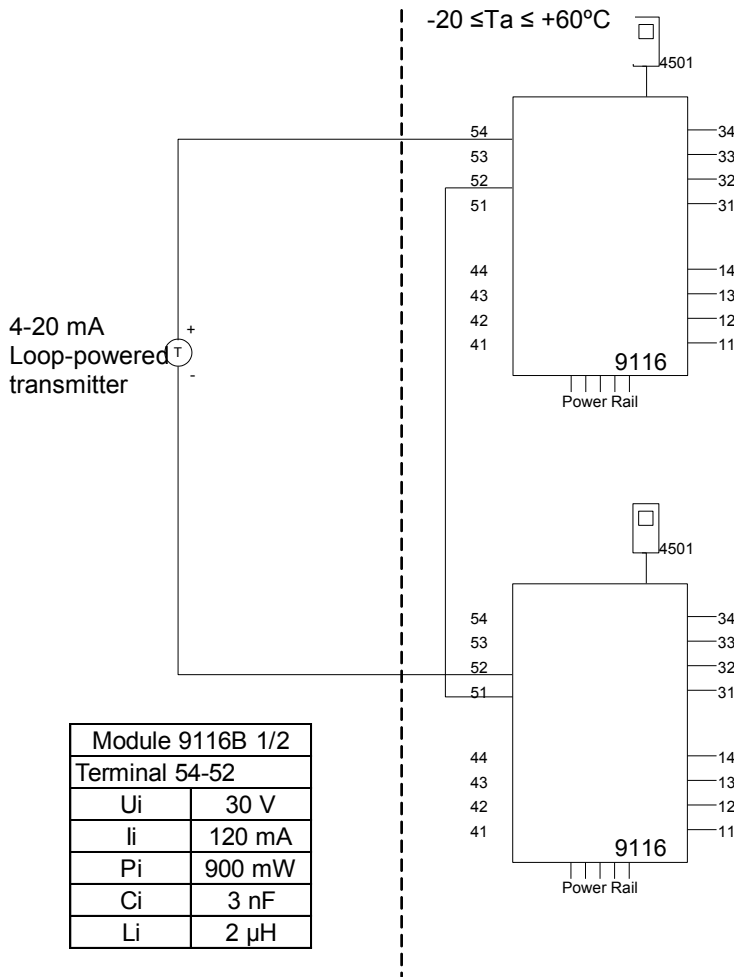 -20 ≤Ta ≤ +60ºC
4501
54 34
53 33
52 32
51 31
44 14
43 13
42 12
41 11
9116
Power Rail
4-20 mA
Loop-powered
transmitter
+
T
-
4501
54 34
53 33
52 32
51 31
44 14
43 13
42 12
41 11
9116
Power Rail
Module 9116B 1/2
Terminal 54-52
Ui 30 V
Ii 120 mA
Pi 900 mW
Ci 3 nF
Li 2 µH